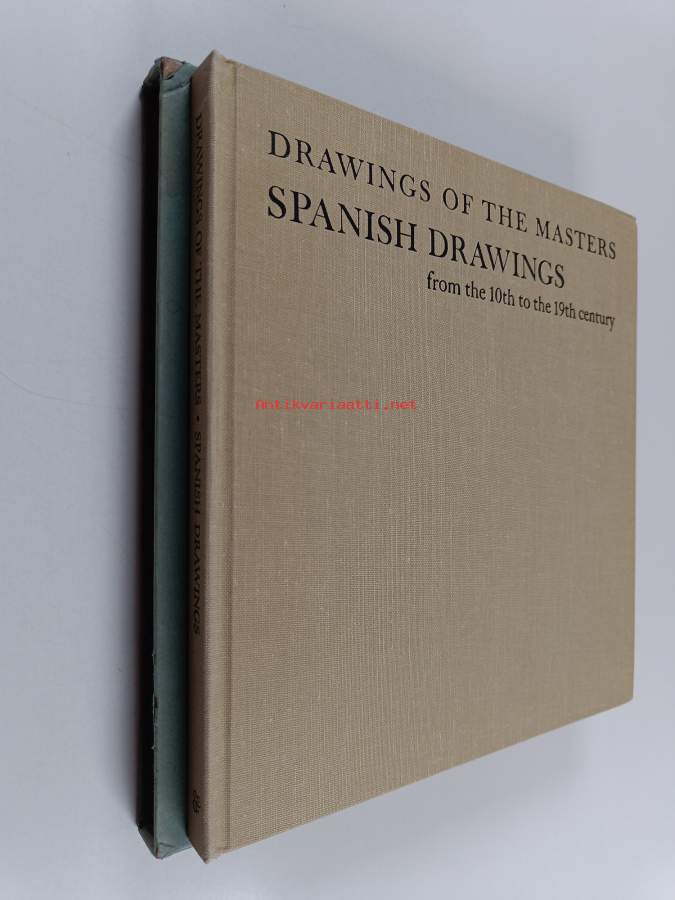 DRAWINGS OF THE MASTERS
SPANISH DRAWINGS
from the 10th to the 19th century
Antikvariaatti.net
DRAWINGS OF THE MASTERS • SPANISH DRAWINGS